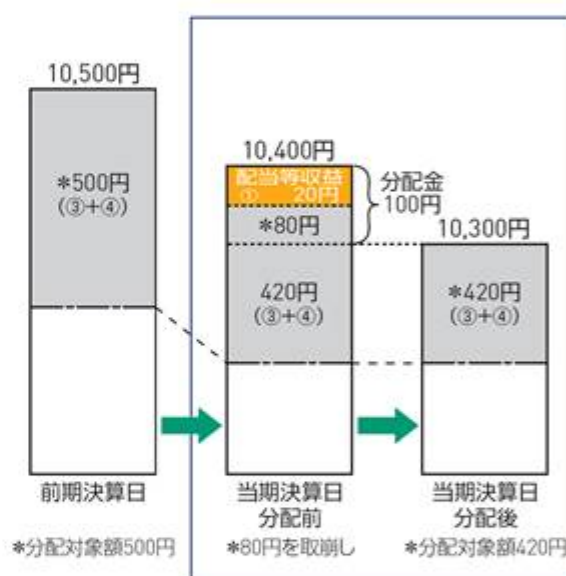 10,500円
*500円
(③+④)
前期決算日
*分配対象額500円
10,400円
配当等収益
① 20円
*80円
420円
(③+④)
分配金
100円
当期決算日
分配前
*80円を取崩し
10,300円
*420円
(③+④)
当期決算日
分配後
*分配対象額420円